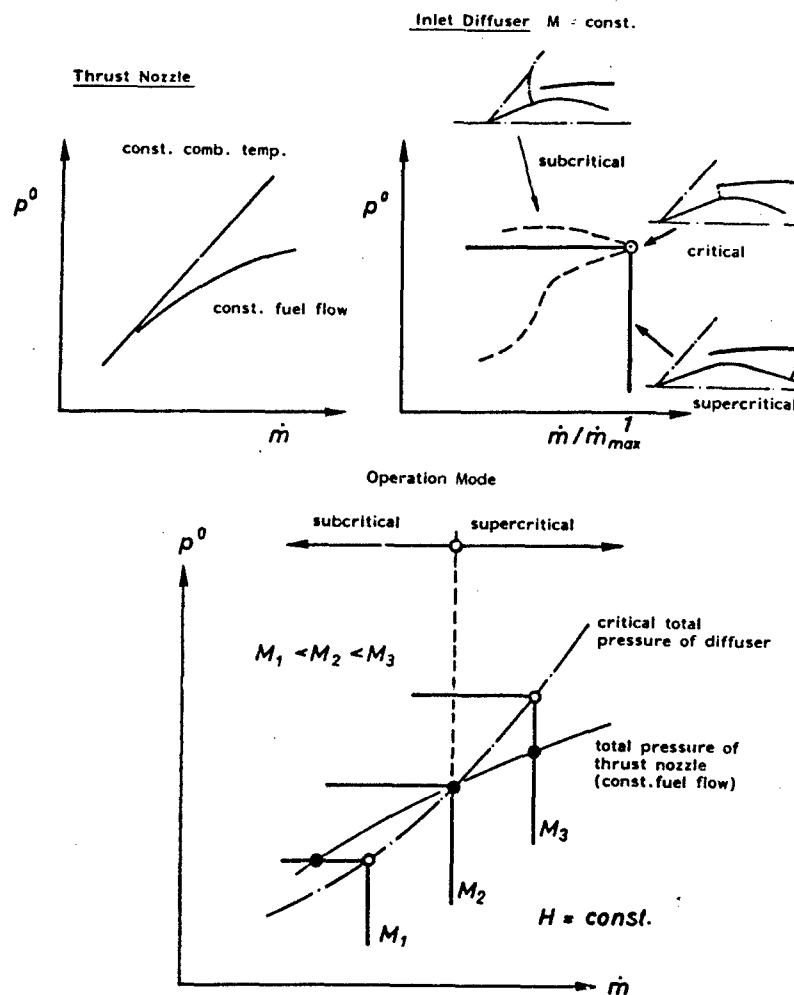 Inlet Diffuser M = const.
Thrust Nozzle
const. comb. temp.
p⁰
const. fuel flow
ṁ
subcritical
p⁰
critical
supercritical
1
ṁ/ṁmax
Operation Mode
subcritical
supercritical
p⁰
critical total
pressure of diffuser
M₁ < M₂ < M₃
total pressure of
thrust nozzle
(const.fuel flow)
M₃
M₂
M₁
H = const.
ṁ